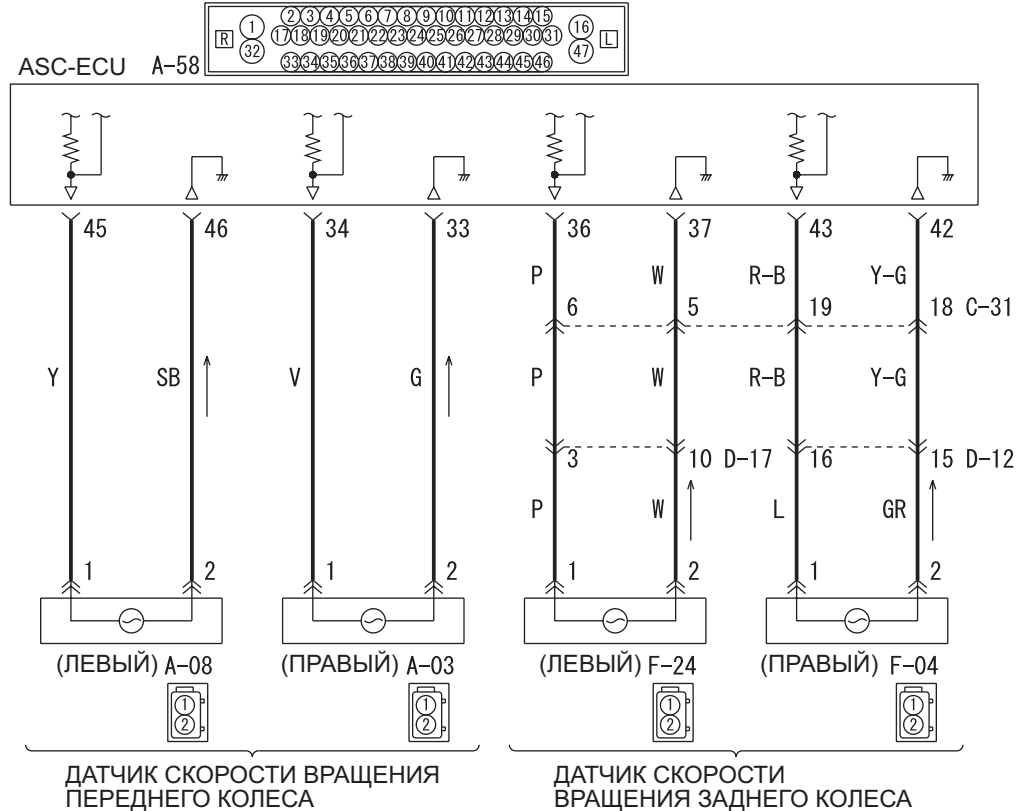 2 3 4 5 6 7 8 9 10 11 12 13 14 15
R 1 17 18 19 20 21 22 23 24 25 26 27 28 29 30 31 16 L
32 33 34 35 36 37 38 39 40 41 42 43 44 45 46 47
ASC-ECU A-58
45 46 34 33 36 37 43 42
P W R-B Y-G
6 5 19 18 C-31
Y SB V G P W R-B Y-G
3 10 D-17 16 15 D-12
P W L GR
1 2 1 2 1 2 1 2
(ЛЕВЫЙ) A-08 (ПРАВЫЙ) A-03 (ЛЕВЫЙ) F-24 (ПРАВЫЙ) F-04
1 1 1 1
2 2 2 2
ДАТЧИК СКОРОСТИ ВРАЩЕНИЯ
ПЕРЕДНЕГО КОЛЕСА
ДАТЧИК СКОРОСТИ
ВРАЩЕНИЯ ЗАДНЕГО КОЛЕСА